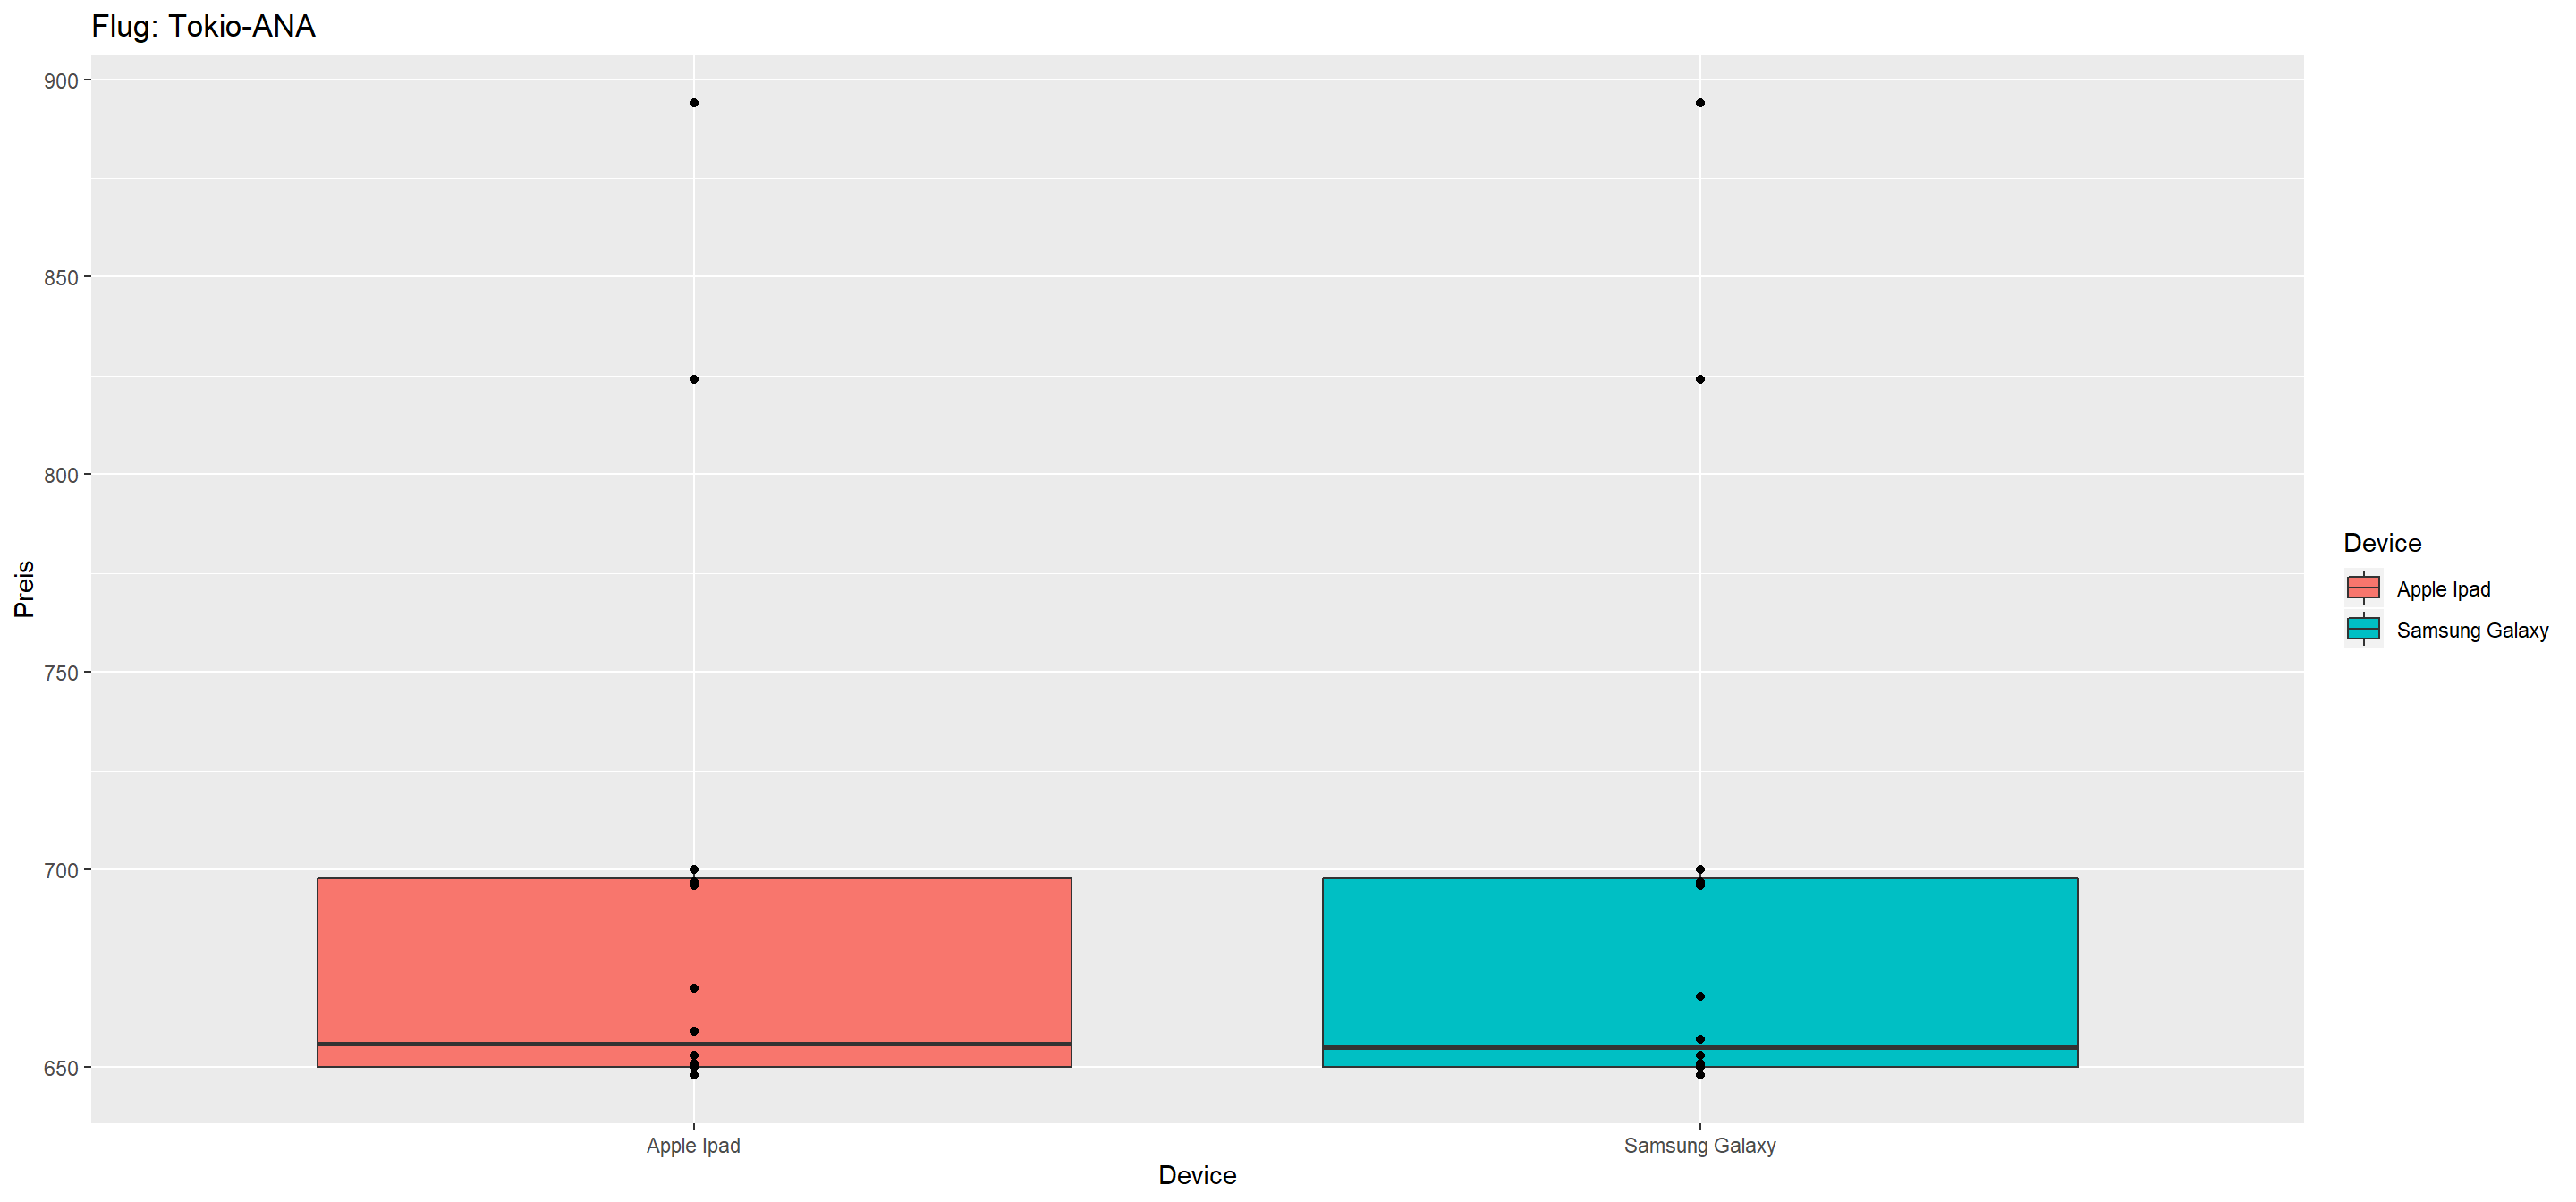 Flug: Tokio-ANA
900
850
800
750
700
650
Preis
Apple Ipad
Samsung Galaxy
Device
Device
Apple Ipad
Samsung Galaxy